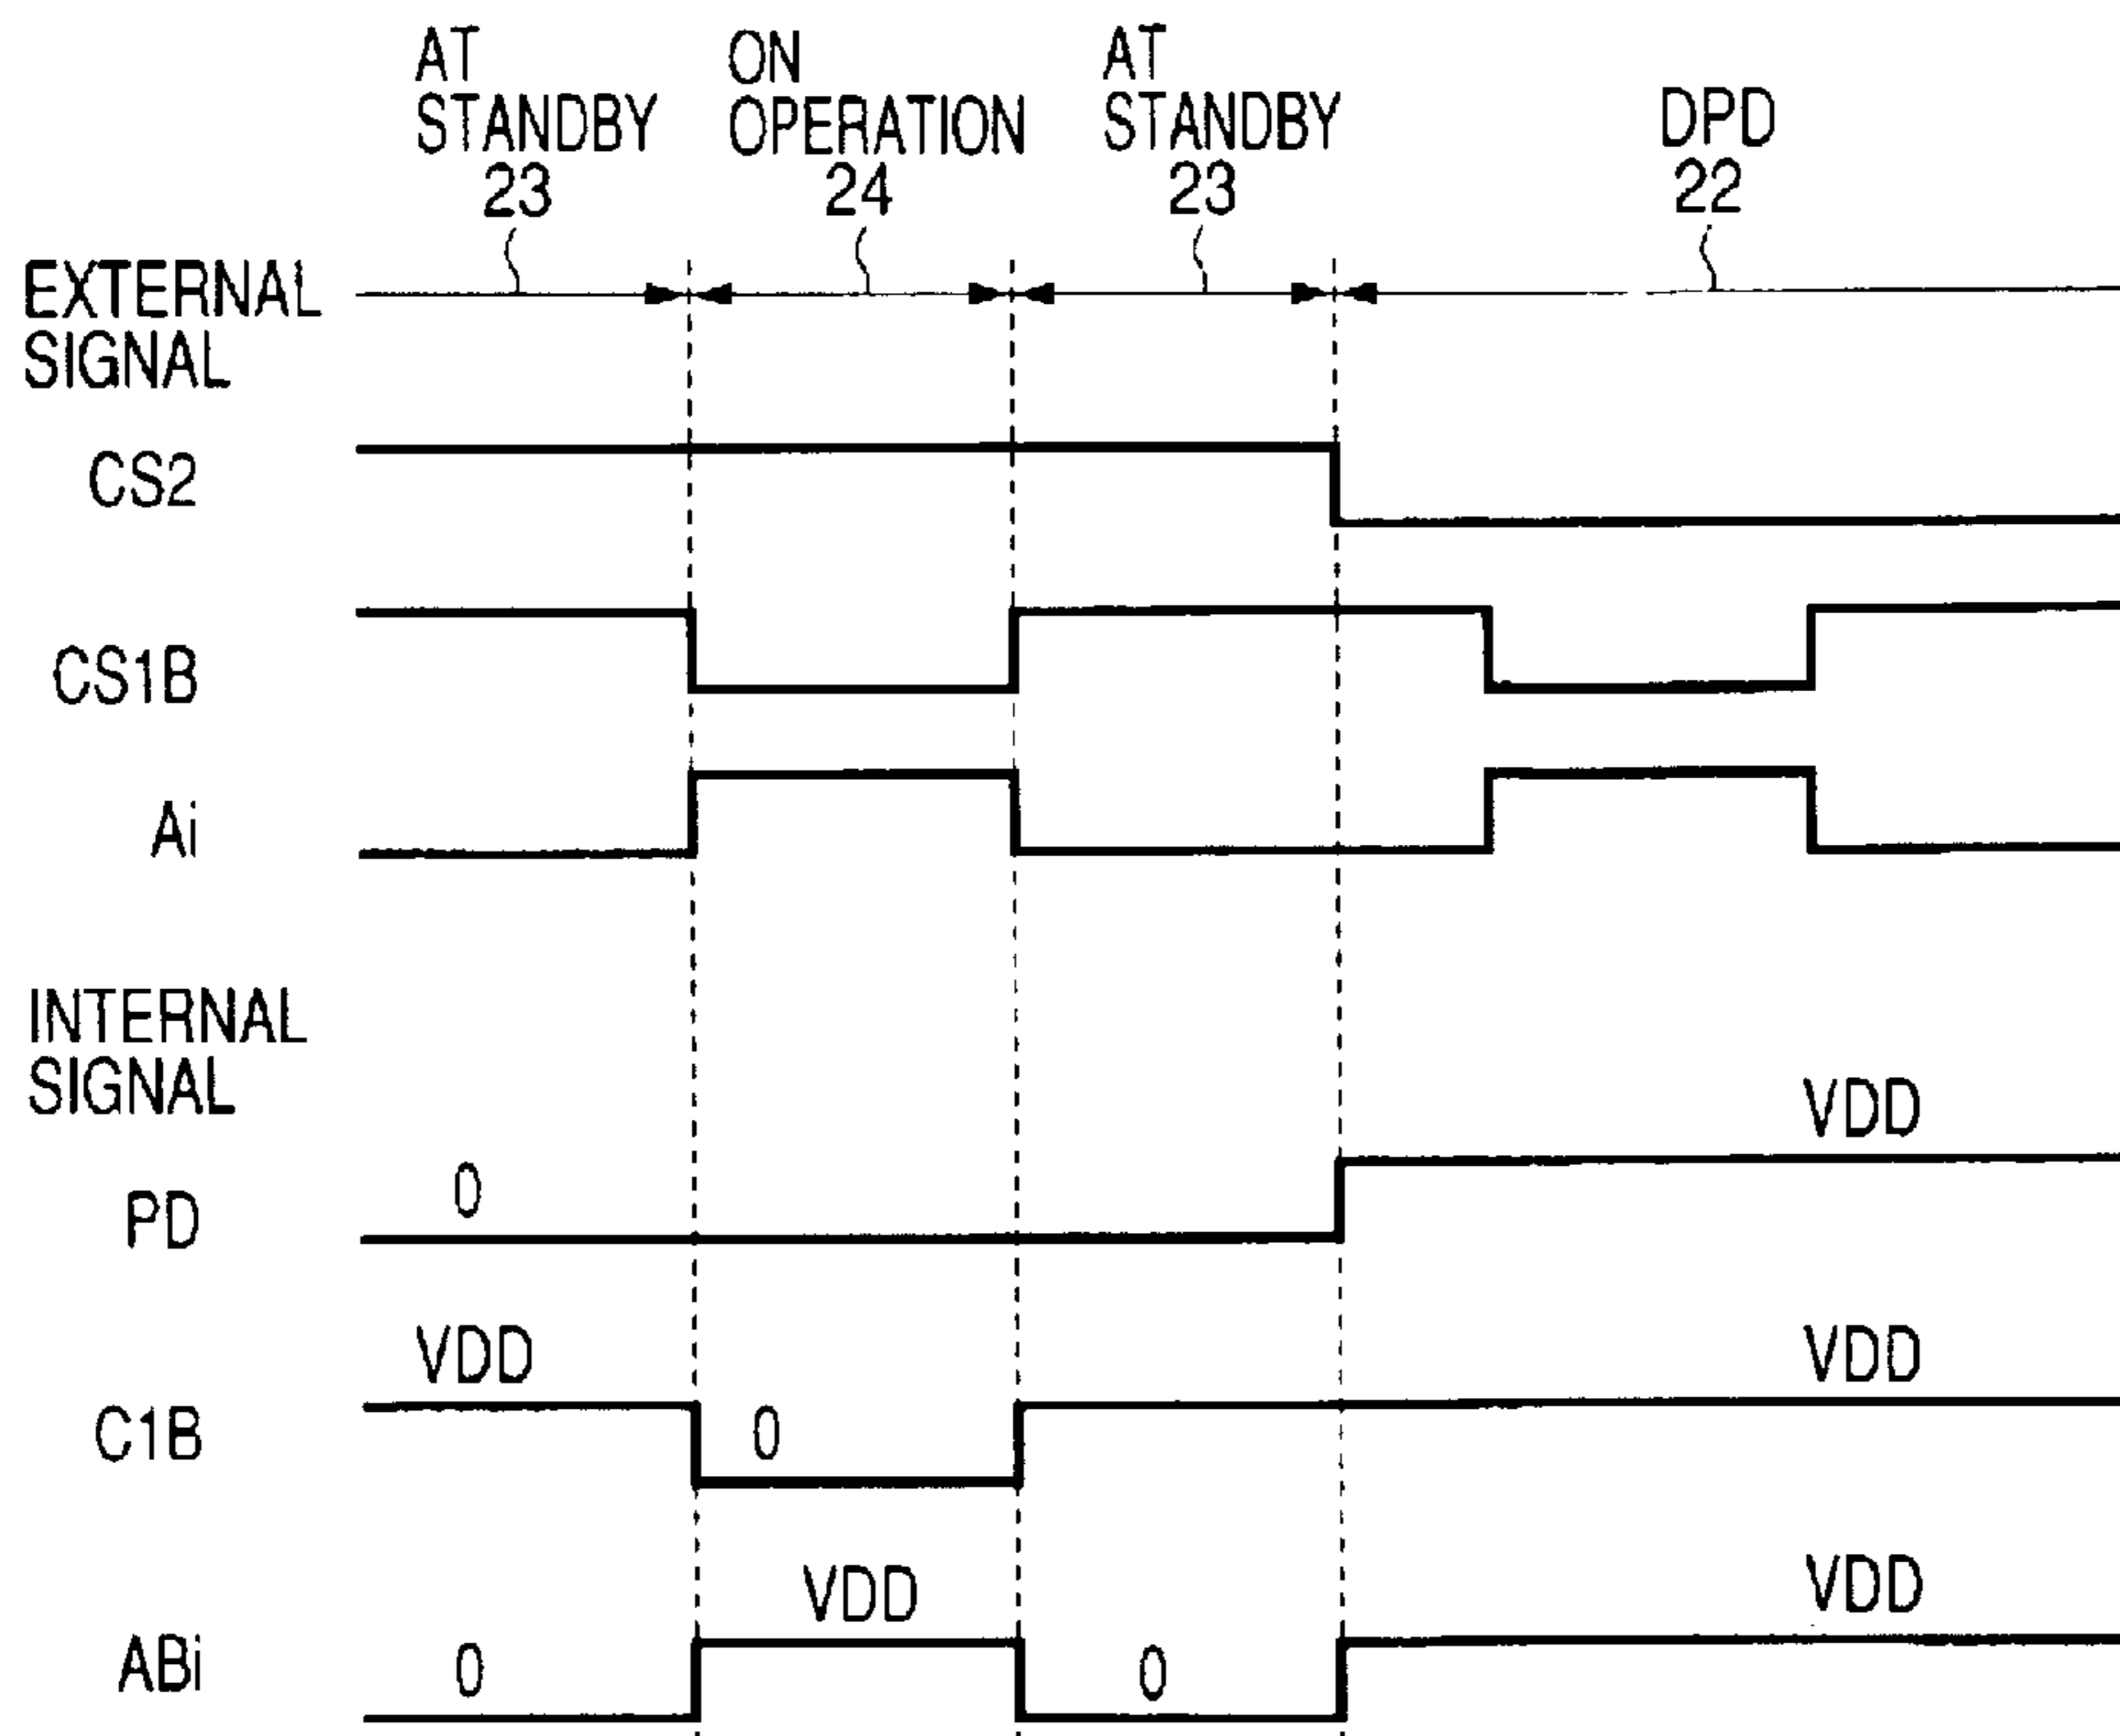 AT
STANDBY
23
ON
OPERATION
24
AT
STANDBY
23
DPD
22
EXTERNAL
SIGNAL
CS2
CS1B
Ai
INTERNAL
SIGNAL
VDD
PD 0
VDD VDD
C1B 0
VDD VDD
ABi 0 0